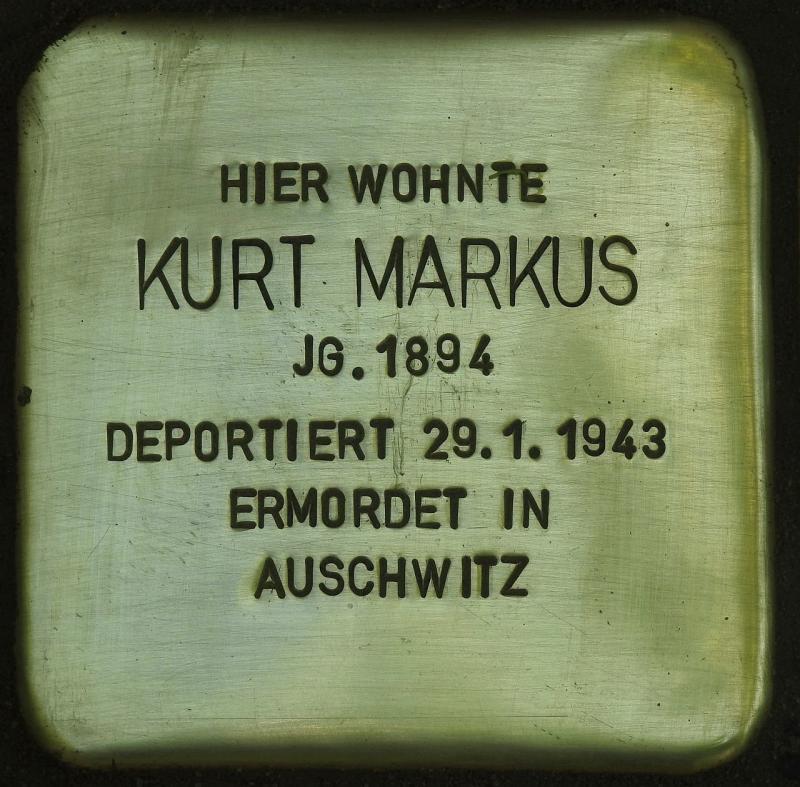 HIER WOHNTE
KURT MARKUS
JG. 1894
DEPORTIERT 29.1.1943
ERMORDET IN
AUSCHWITZ